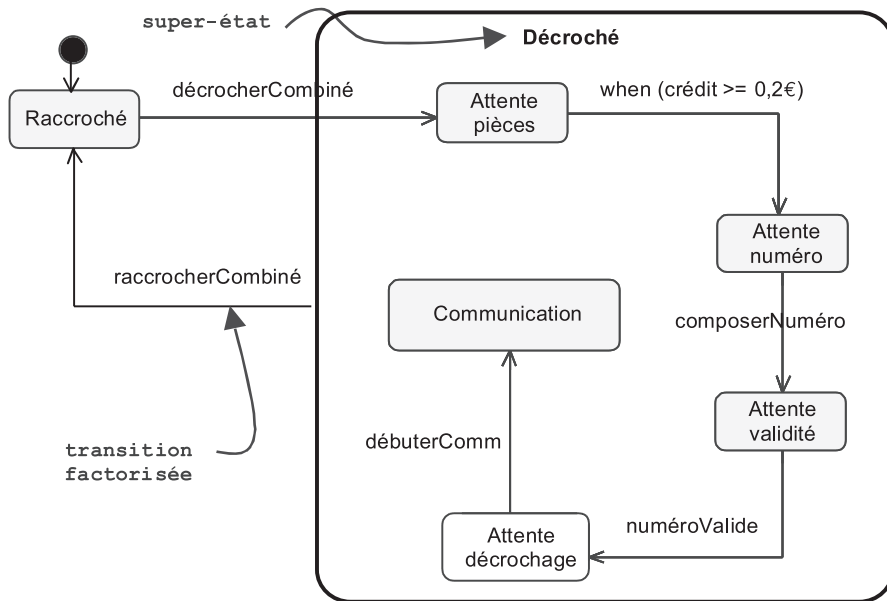 super-état
Décroché
décrocherCombiné
Attente
pièces
when (crédit >= 0,2€)
Raccroché
Attente
numéro
raccrocherCombiné
Communication
composerNuméro
Attente
validité
débuterComm
transition
factorisée
numéroValide
Attente
décrochage